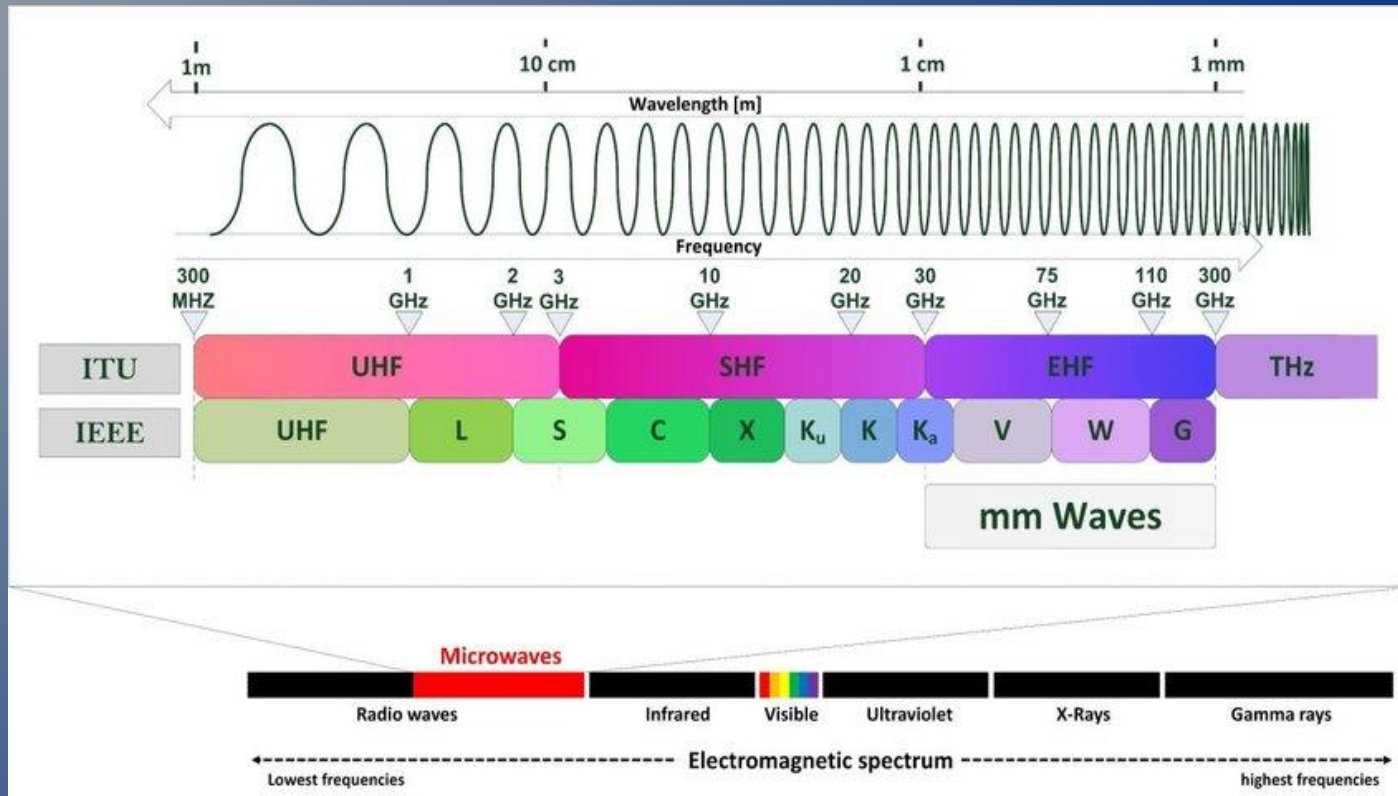 1m 10 cm 1 cm 1 mm
Wavelength [m]
Frequency
300 1 2 3 10 20 30 75 110 300
MHZ GHz GHz GHz GHz GHz GHz GHz GHz GHz
ITU UHF SHF EHF THz
IEEE UHF L S C X Ku K Ka V W G
mm Waves
Microwaves
Radio waves Infrared Visible Ultraviolet X-Rays Gamma rays
Electromagnetic spectrum
Lowest frequencies highest frequencies